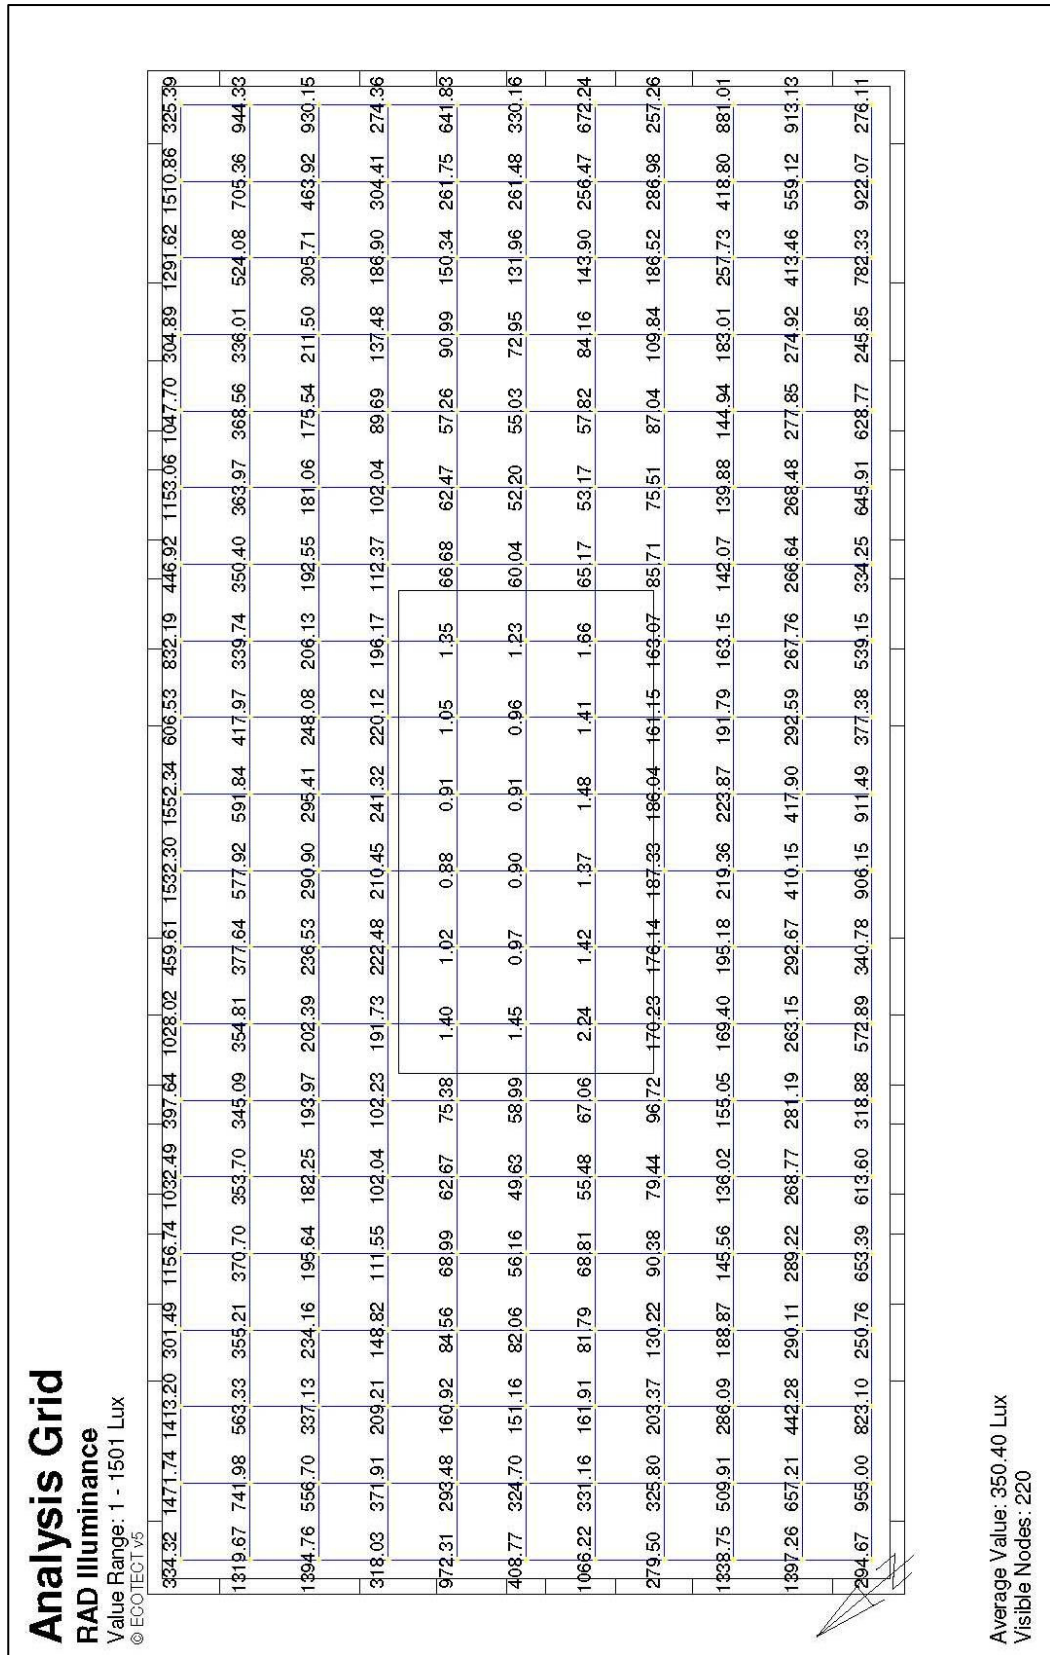 Analysis Grid
RAD Illuminance
Value Range: 1 - 1501 Lux
© ECOTECT v5
334.32 1471.74 1413.20 301.49 1156.74 1032.49 397.64 1028.02 459.61 1532.30 1552.34 606.53 832.19 446.92 1153.06 1047.70 304.89 1291.62 1510.86 325.39
1319.67 741.98 563.33 355.21 370.70 353.70 345.09 354.81 377.64 577.92 591.84 417.97 339.74 350.40 363.97 368.56 336.01 524.08 705.36 944.33
1394.76 556.70 337.13 234.16 195.64 182.25 193.97 202.39 236.53 290.90 295.41 248.08 206.13 192.55 181.06 175.54 211.50 305.71 463.92 930.15
318.03 371.91 209.21 148.82 111.55 102.04 102.23 191.73 222.48 210.45 241.32 220.12 196.17 112.37 102.04 89.69 137.48 186.90 304.41 274.36
972.31 293.48 160.92 84.56 68.99 62.67 75.38 1.40 1.02 0.88 0.91 1.05 1.35 66.68 62.47 57.26 90.99 150.34 261.75 641.83
408.77 324.70 151.16 82.06 56.16 49.63 58.99 1.45 0.97 0.90 0.91 0.96 1.23 60.04 52.20 55.03 72.95 131.96 261.48 330.16
1066.22 331.16 161.91 81.79 68.81 55.48 67.06 2.24 1.42 1.37 1.48 1.41 1.66 65.17 53.17 57.82 84.16 143.90 256.47 672.24
279.50 325.80 203.37 130.22 90.38 79.44 96.72 170.23 176.14 187.33 186.04 161.15 163.07 85.71 75.51 87.04 109.84 186.52 286.98 257.26
1338.75 509.91 286.09 188.87 145.56 136.02 155.05 169.40 195.18 219.36 223.87 191.79 163.15 142.07 139.88 144.94 183.01 257.73 418.80 881.01
1397.26 657.21 442.28 290.11 289.22 268.77 281.19 263.15 292.67 410.15 417.90 292.59 267.76 266.64 268.48 277.85 274.92 413.46 559.12 913.13
294.67 955.00 823.10 250.76 653.39 613.60 318.88 572.89 340.78 906.15 911.49 377.38 539.15 334.25 645.91 628.77 245.85 782.33 922.07 276.11
Average Value: 350.40 Lux
Visible Nodes: 220